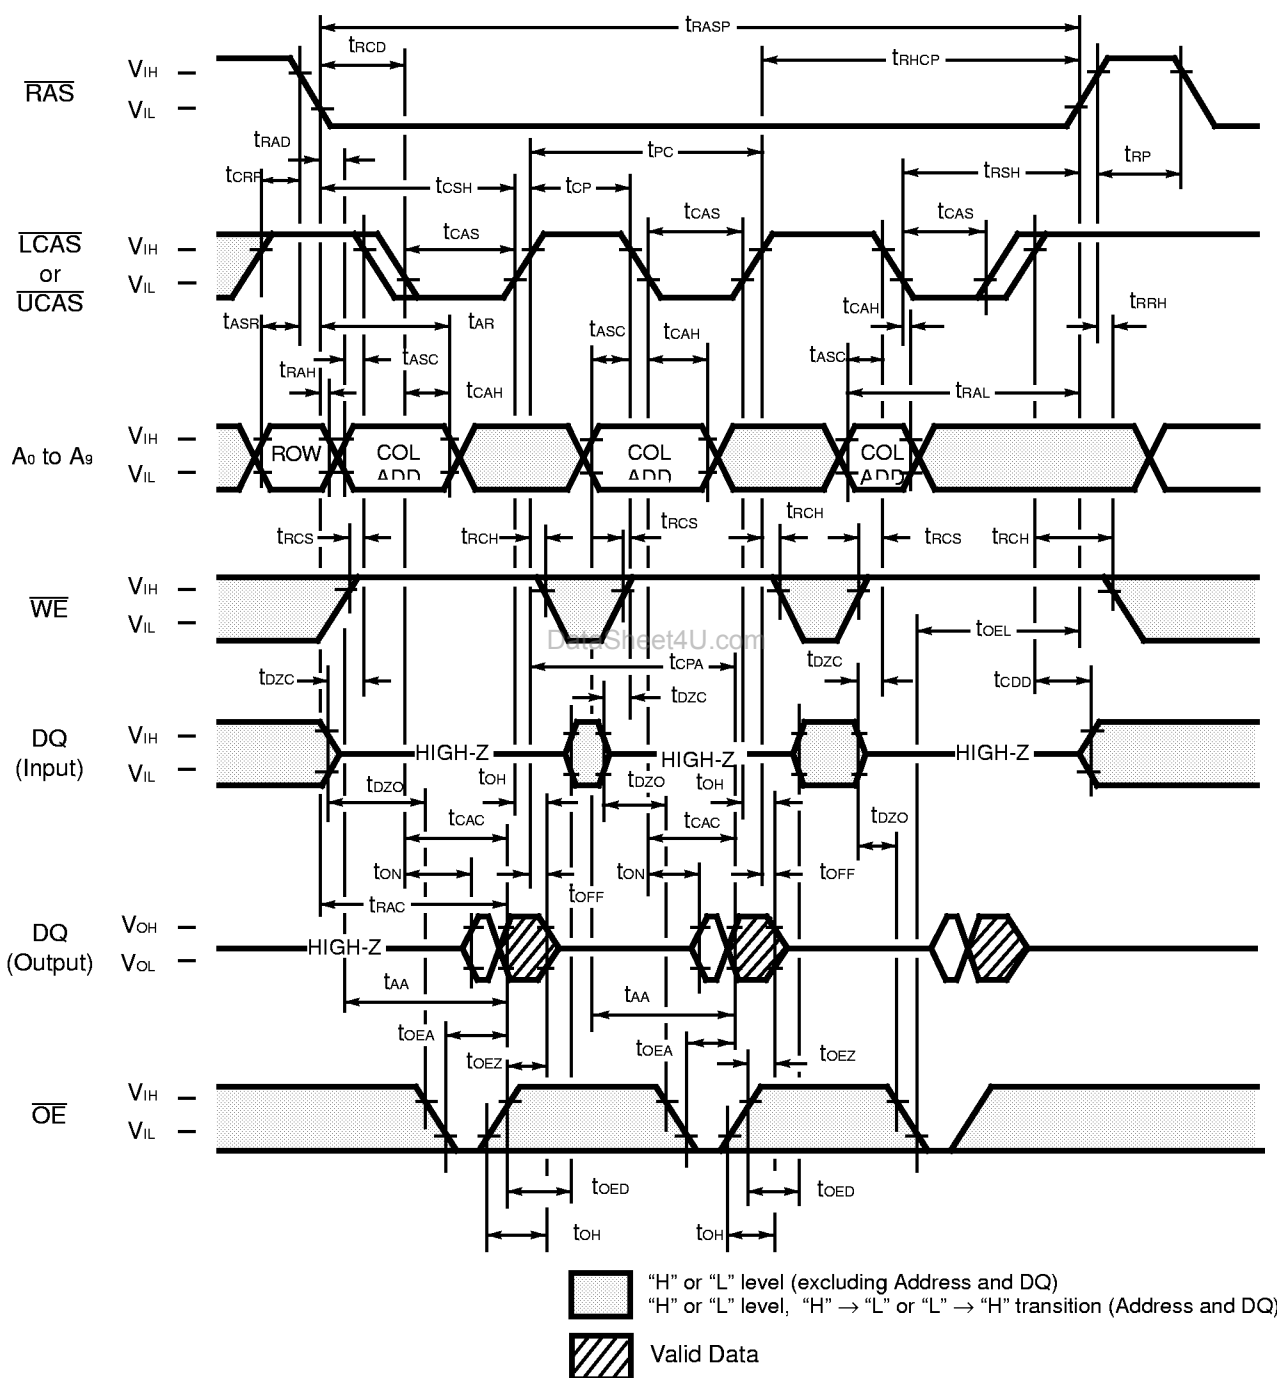 tRASP
tRCD
tRHCP
RAS
VIH
VIL
tRAD
tPC
tCRP
tCSH
tCP
tRSH
tRP
LCAS
or
UCAS
VIH
VIL
tCAS
tCAS
tCAS
tASR
tAR
tASC
tCAH
tCAH
tRRH
tRAH
tASC
tCAH
tASC
tRAL
A0 to A9
VIH
VIL
ROW
COL
ADD
COL
ADD
COL
ADD
tRCS
tRCH
tRCS
tRCH
tRCS
tRCH
WE
VIH
VIL
DataSheet4U.com
tOEL
tDZC
tCPA
tDZC
tDZC
tCDD
DQ
(Input)
VIH
VIL
HIGH-Z
HIGH-Z
HIGH-Z
tDZO
tOH
tDZO
tOH
tCAC
tCAC
tDZO
tON
tOFF
tON
tOFF
tRAC
DQ
(Output)
VOH
VOL
HIGH-Z
tAA
tAA
tOEA
tOEZ
tOEA
tOEZ
OE
VIH
VIL
tOED
tOED
tOH
tOH
“H” or “L” level (excluding Address and DQ)
“H” or “L” level, “H” → “L” or “L” → “H” transition (Address and DQ)
Valid Data